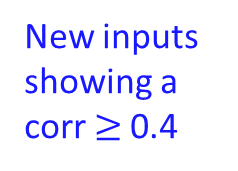 New inputs
showing a
corr ≥ 0.4